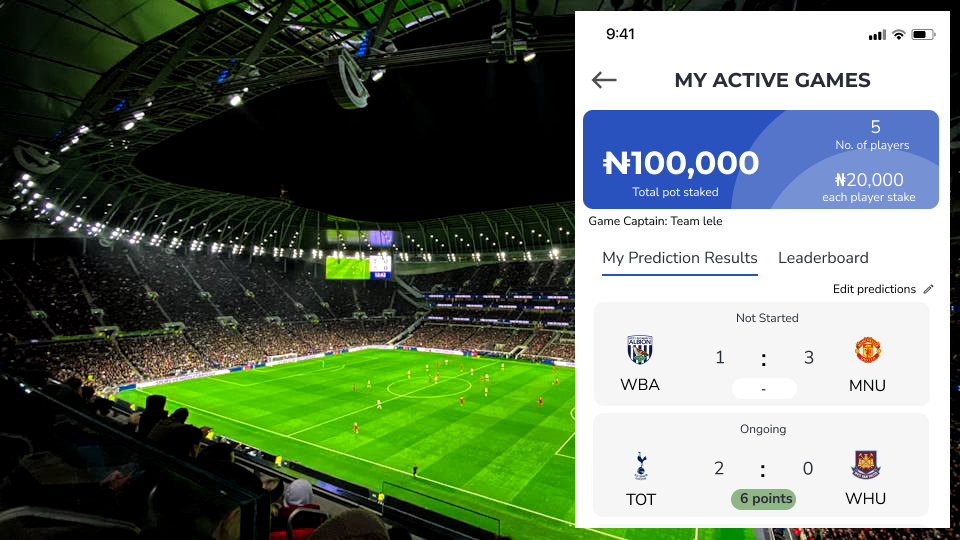 9:41
MY ACTIVE GAMES
₦100,000
Total pot staked
5
No. of players
₦20,000
each player stake
Game Captain: Team lele
My Prediction Results Leaderboard
Edit predictions
Not Started
ALBION
1 : 3
WBA - MNU
Ongoing
2 : 0
TOT 6 points WHU